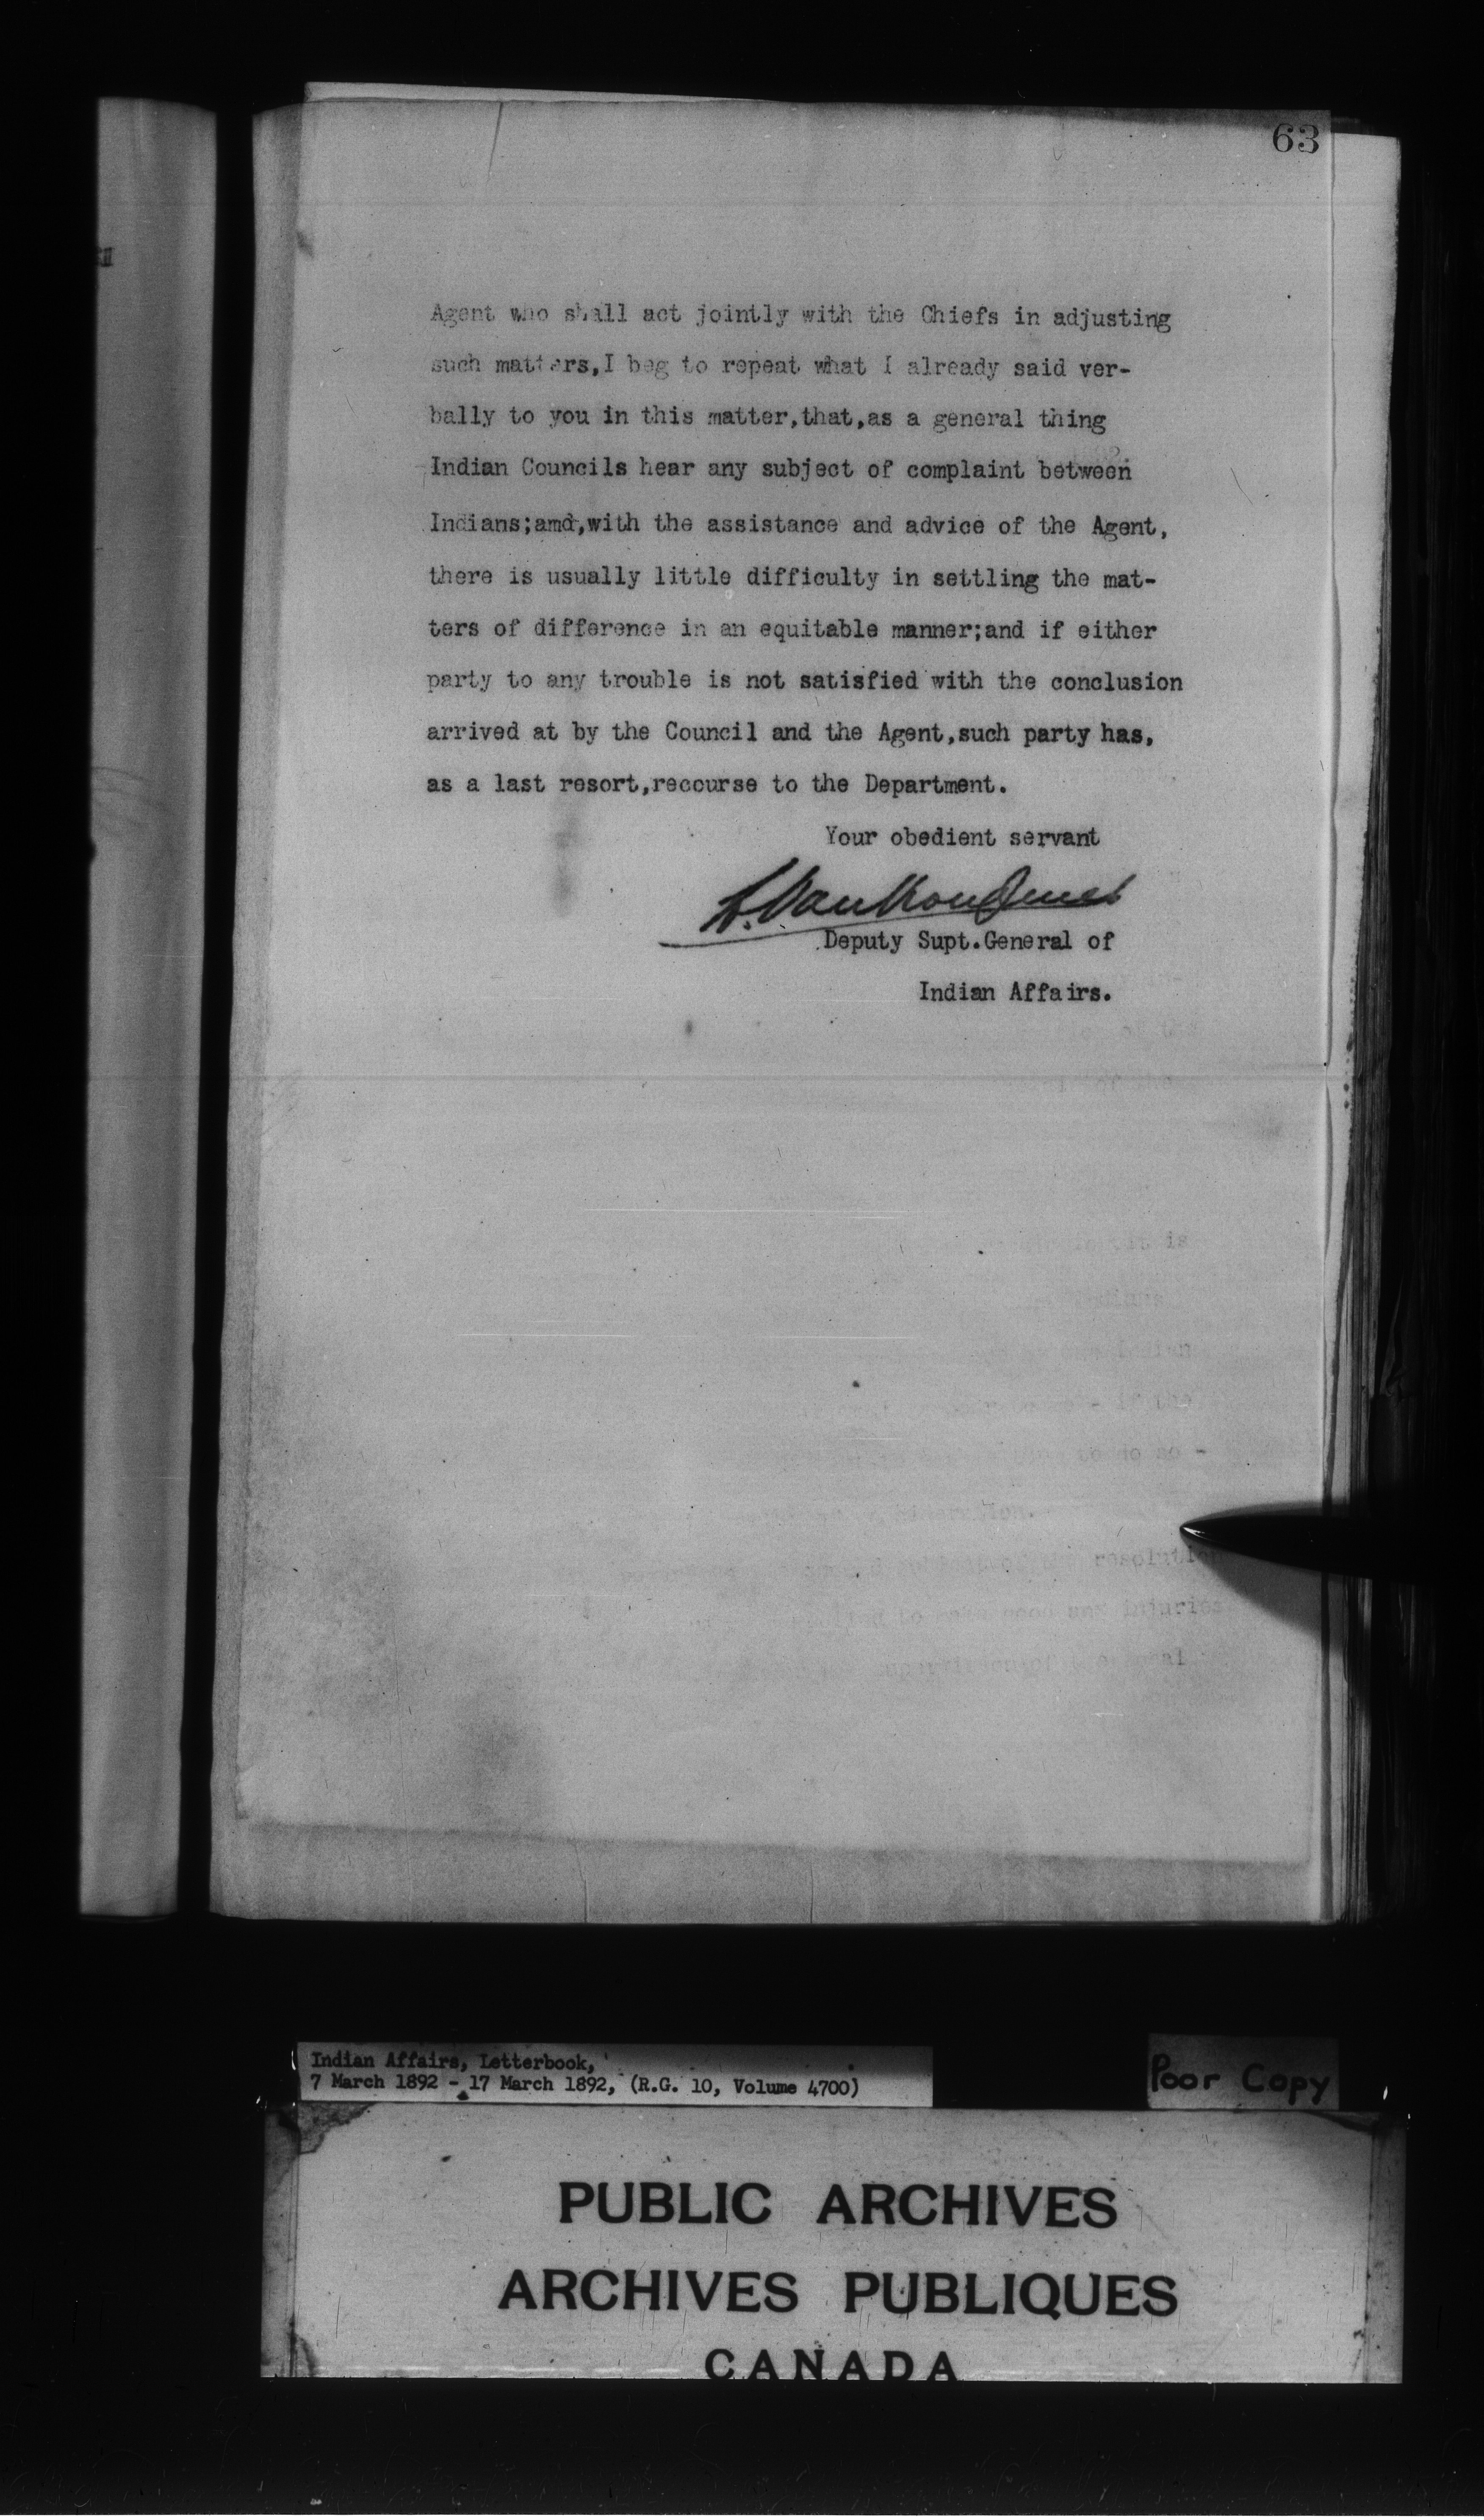 63
Agent who shall act jointly with the Chiefs in adjusting
such matters,I beg to repeat what I already said ver-
bally to you in this matter,that,as a general thing
Indian Councils hear any subject of complaint between
Indians;amd,with the assistance and advice of the Agent,
there is usually little difficulty in settling the mat-
ters of difference in an equitable manner;and if either
party to any trouble is not satisfied with the conclusion
arrived at by the Council and the Agent,such party has,
as a last resort,recourse to the Department.
Your obedient servant
L. Vankoughnet
Deputy Supt.General of
Indian Affairs.
Indian Affairs, Letterbook,
7 March 1892 - 17 March 1892, (R.G. 10, Volume 4700)
Poor Copy
PUBLIC ARCHIVES
ARCHIVES PUBLIQUES
CANADA